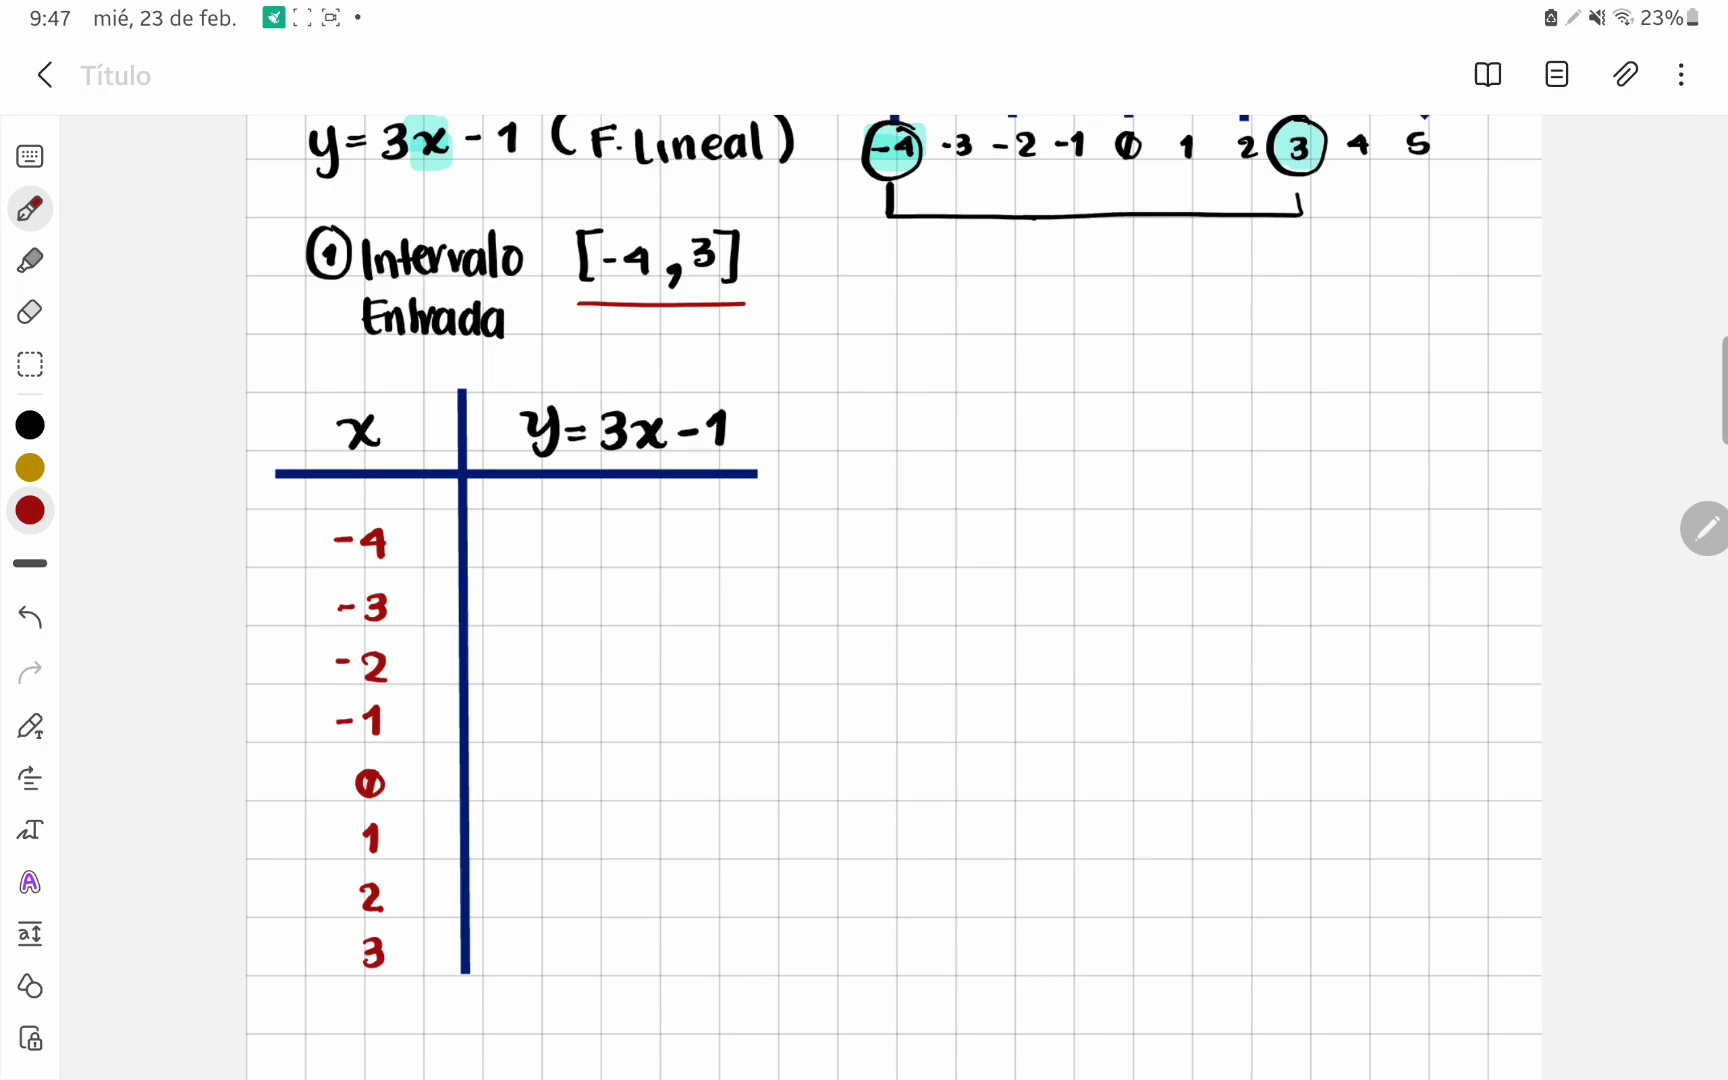 9:47 mié, 23 de feb.
23%
Título
y = 3x - 1 (F. Lineal)
-4 -3 -2 -1 0 1 2 3 4 5
① Intervalo [-4, 3]
Entrada
x y = 3x - 1
-4
-3
-2
-1
0
1
2
3